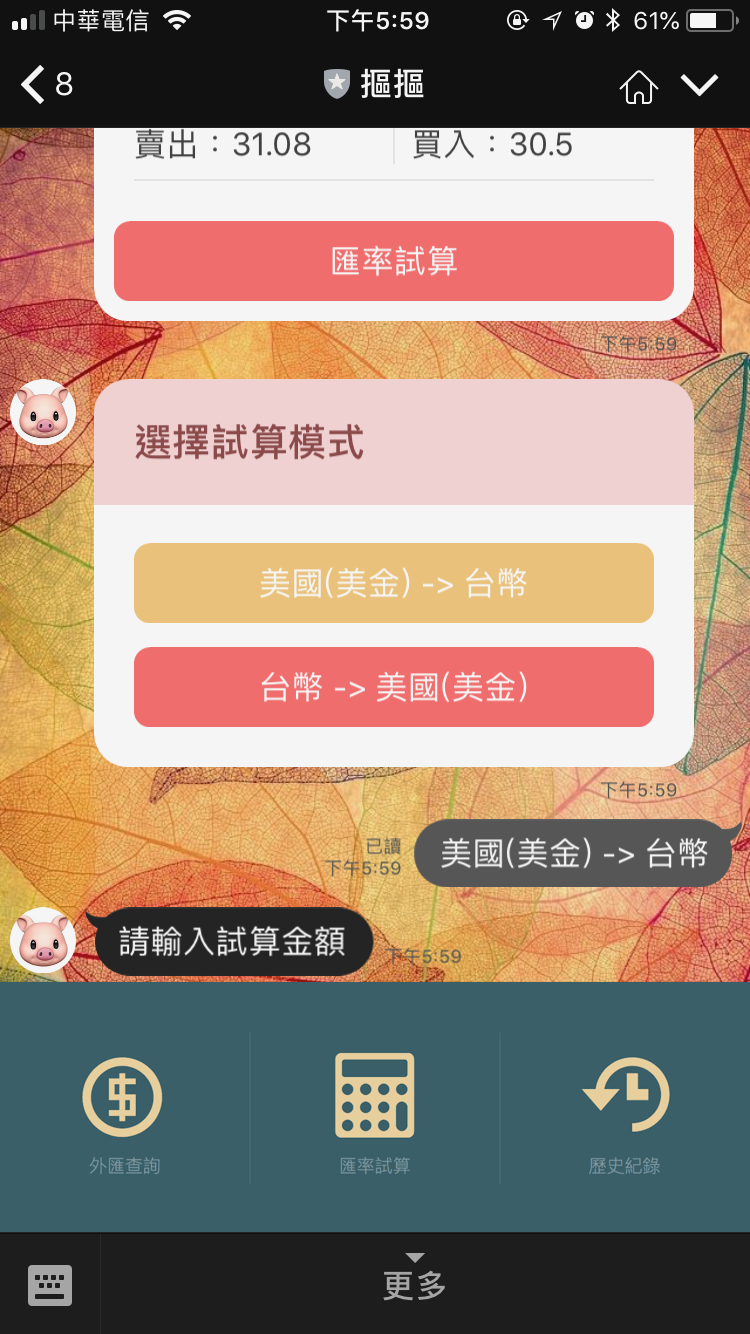 中華電信 下午5:59 61%
8 摳摳
賣出：31.08 買入：30.5
匯率試算
下午5:59
選擇試算模式
美國(美金) -> 台幣
台幣 -> 美國(美金)
下午5:59
已讀
下午5:59
美國(美金) -> 台幣
請輸入試算金額
下午5:59
外匯查詢 匯率試算 歷史紀錄
更多